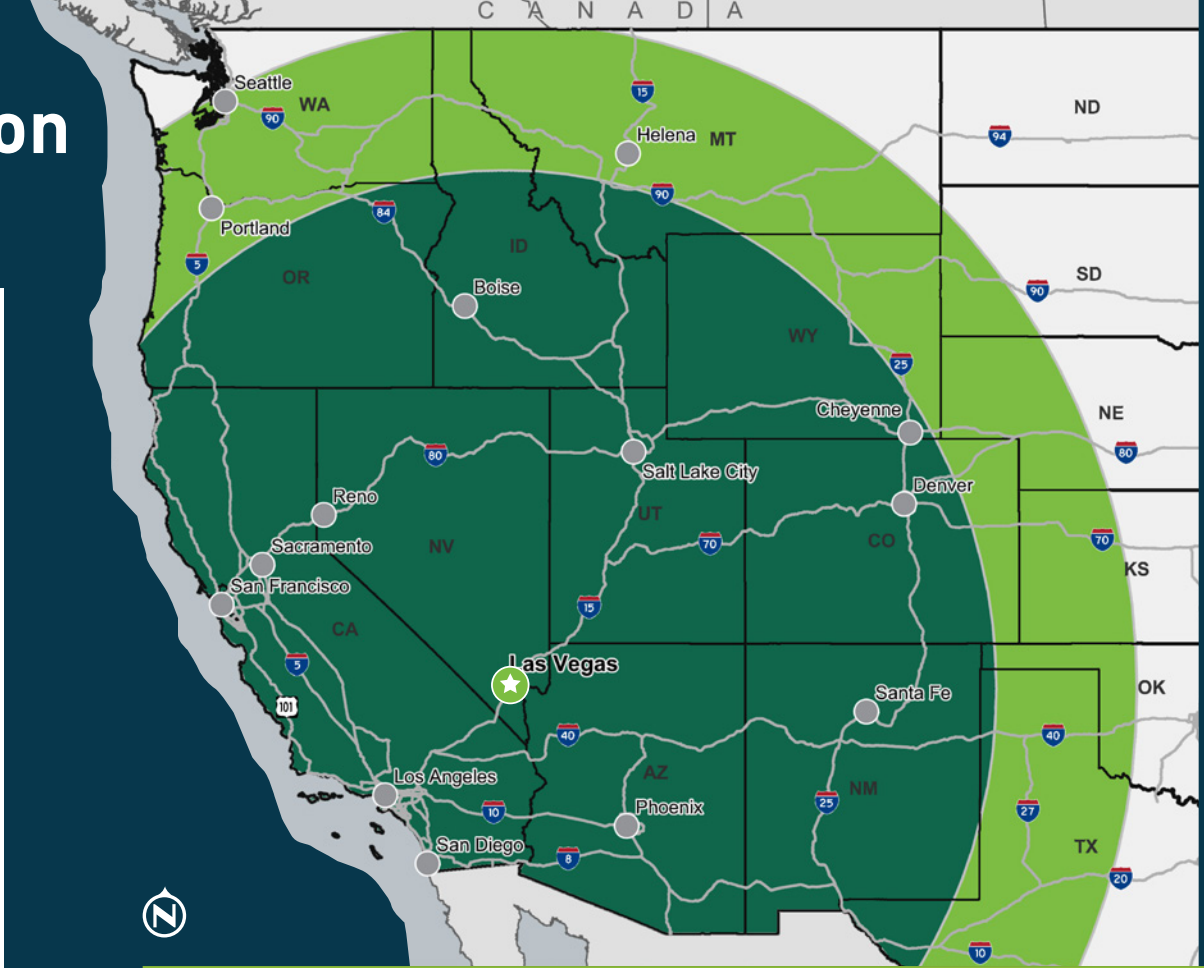 CANADA
on
Seattle
WA
90
15
Helena
MT
ND
94
90
84
Portland
5
OR
ID
Boise
SD
90
WY
25
Cheyenne
NE
80
80
Salt Lake City
Denver
Reno
UT
70
CO
70
KS
Sacramento
NV
San Francisco
15
CA
5
Las Vegas
101
Santa Fe
OK
40
40
Los Angeles
AZ
NM
25
27
10
Phoenix
TX
San Diego
8
20
N
10